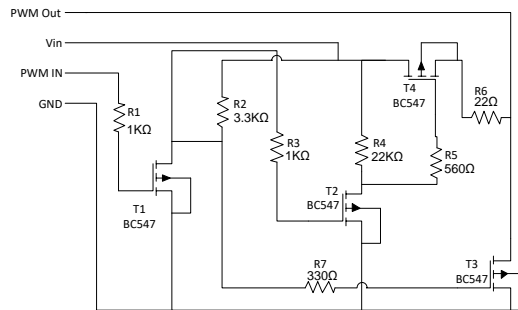 PWM Out
Vin
PWM IN
GND
R1
1KΩ
R2
3.3KΩ
R3
1KΩ
R4
22KΩ
T4
BC547
R5
560Ω
R6
22Ω
T1
BC547
T2
BC547
R7
330Ω
T3
BC547